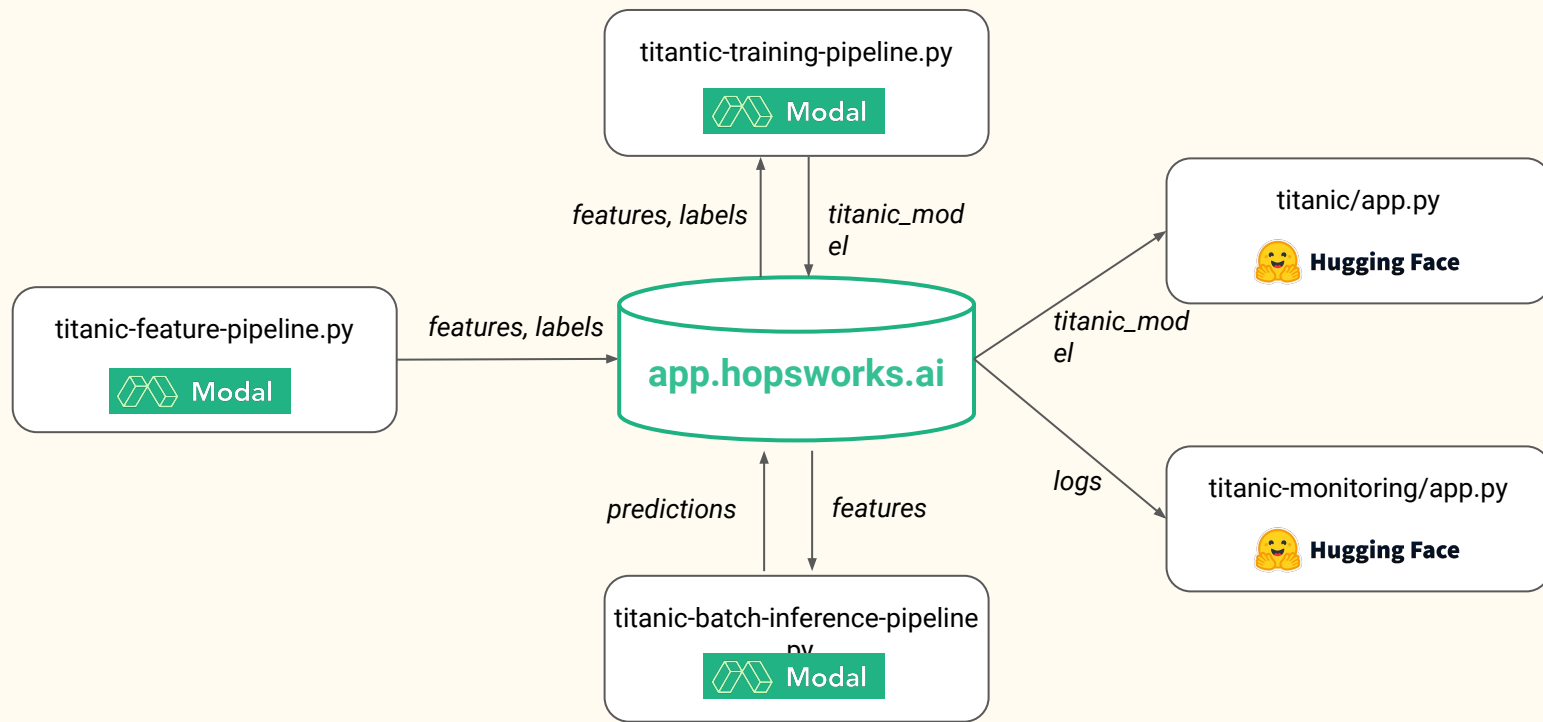 titantic-training-pipeline.py
Modal
features, labels
titanic_mod
el
titanic/app.py
Hugging Face
titanic-feature-pipeline.py
Modal
features, labels
app.hopsworks.ai
titanic_mod
el
logs
titanic-monitoring/app.py
Hugging Face
predictions
features
titanic-batch-inference-pipeline
py
Modal